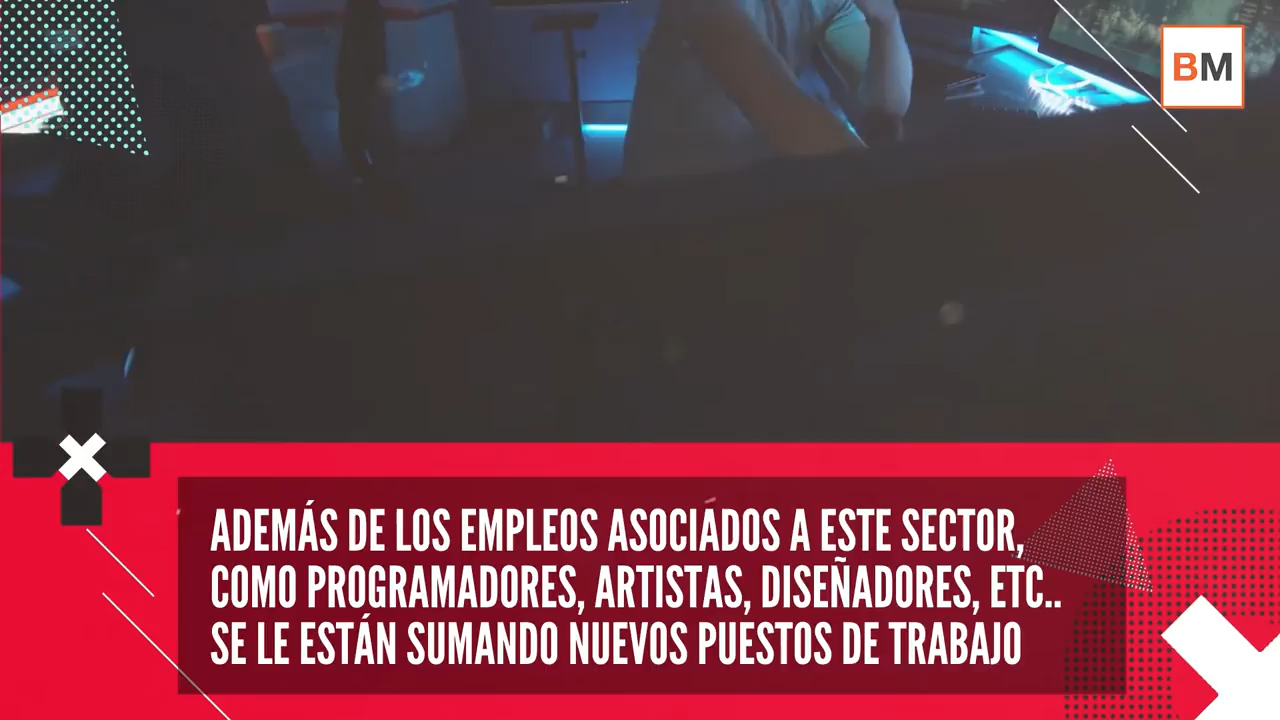 BM
ADEMÁS DE LOS EMPLEOS ASOCIADOS A ESTE SECTOR,
COMO PROGRAMADORES, ARTISTAS, DISEÑADORES, ETC..
SE LE ESTÁN SUMANDO NUEVOS PUESTOS DE TRABAJO